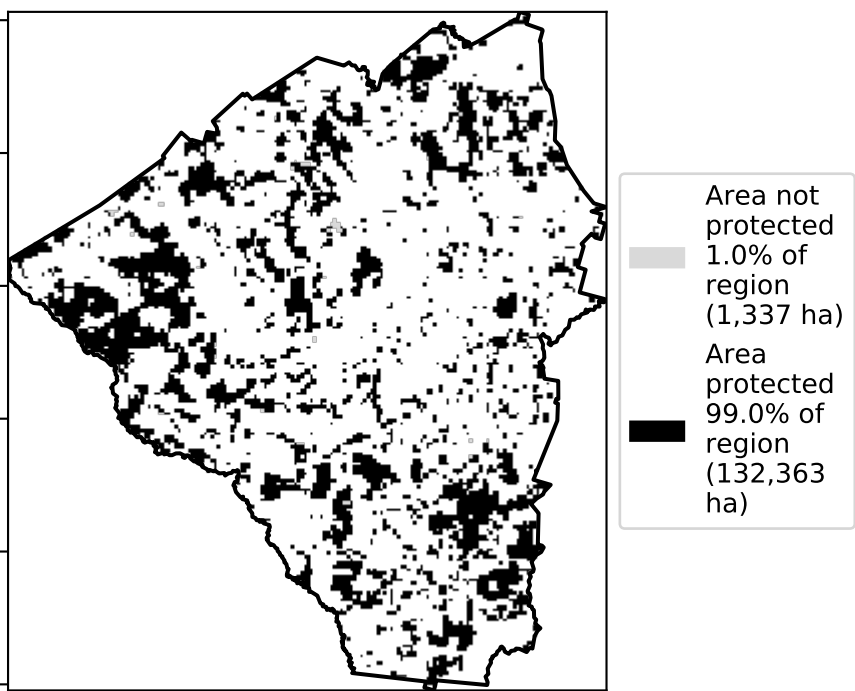 Area not
protected
1.0% of
region
(1,337 ha)
Area
protected
99.0% of
region
(132,363
ha)